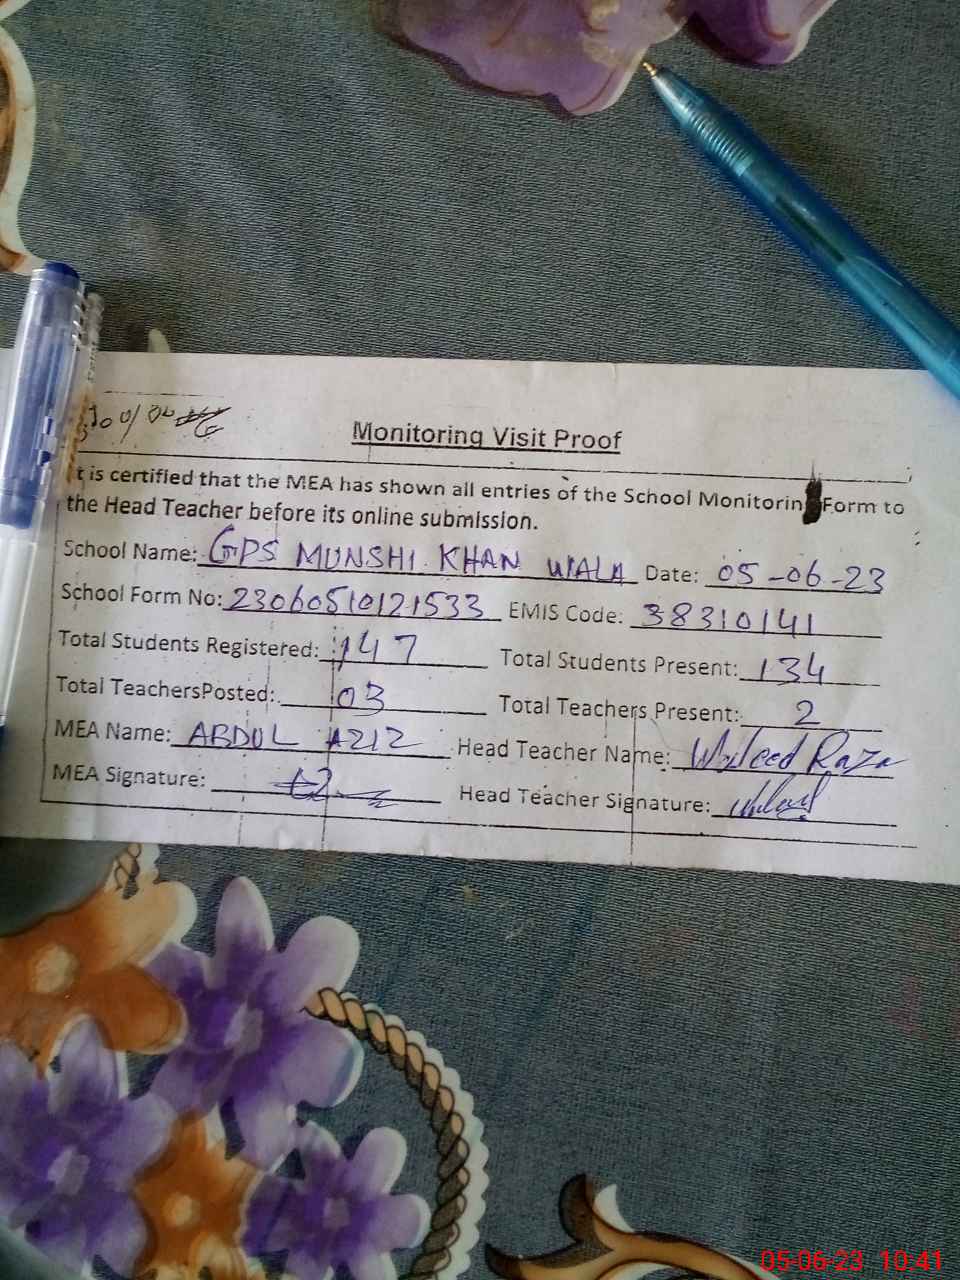 Monitoring Visit Proof
t is certified that the MEA has shown all entries of the School Monitorin Form to
the Head Teacher before its online submission.
School Name: GPS MUNSHI KHAN WALA Date: 05-06-23
School Form No: 23060510121533 EMIS Code: 38310141
Total Students Registered: 147 Total Students Present: 134
Total TeachersPosted: 03 Total Teachers Present: 2
MEA Name: ABDUL AZIZ Head Teacher Name: Waleed Raza
MEA Signature: Head Teacher Signature:
05-06-23 10:41